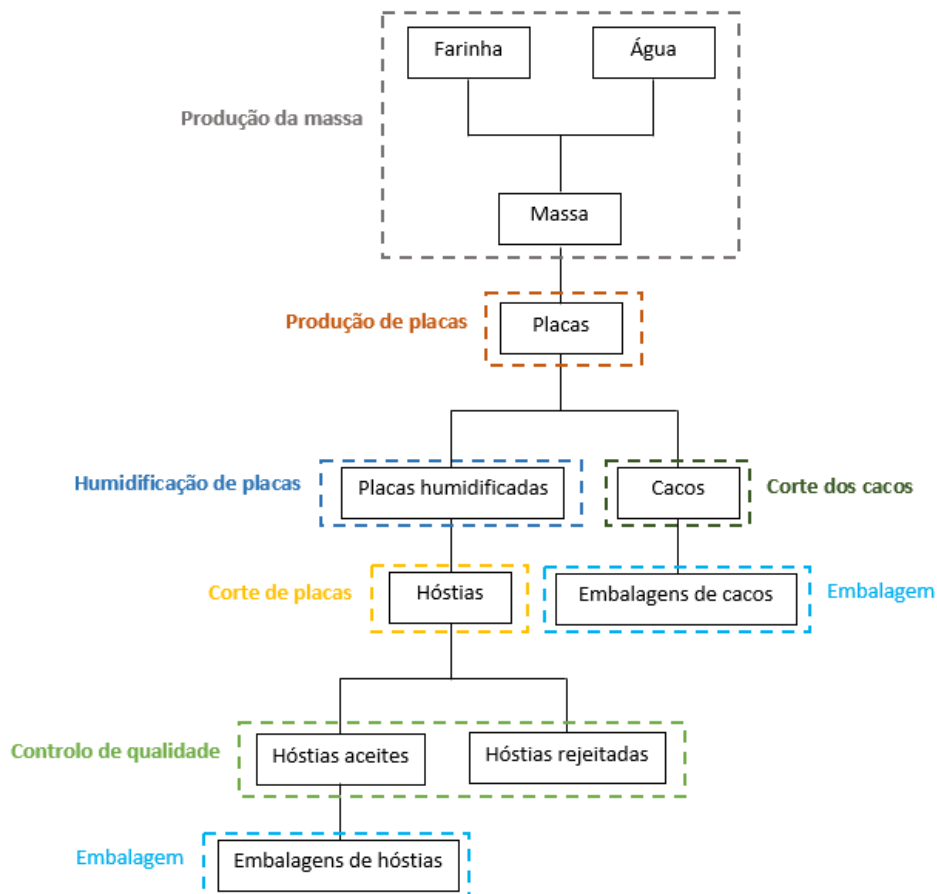 Farinha
Água
Produção da massa
Massa
Produção de placas
Placas
Humidificação de placas
Placas humidificadas
Cacos
Corte dos cacos
Corte de placas
Hóstias
Embalagens de cacos
Embalagem
Controlo de qualidade
Hóstias aceites
Hóstias rejeitadas
Embalagem
Embalagens de hóstias